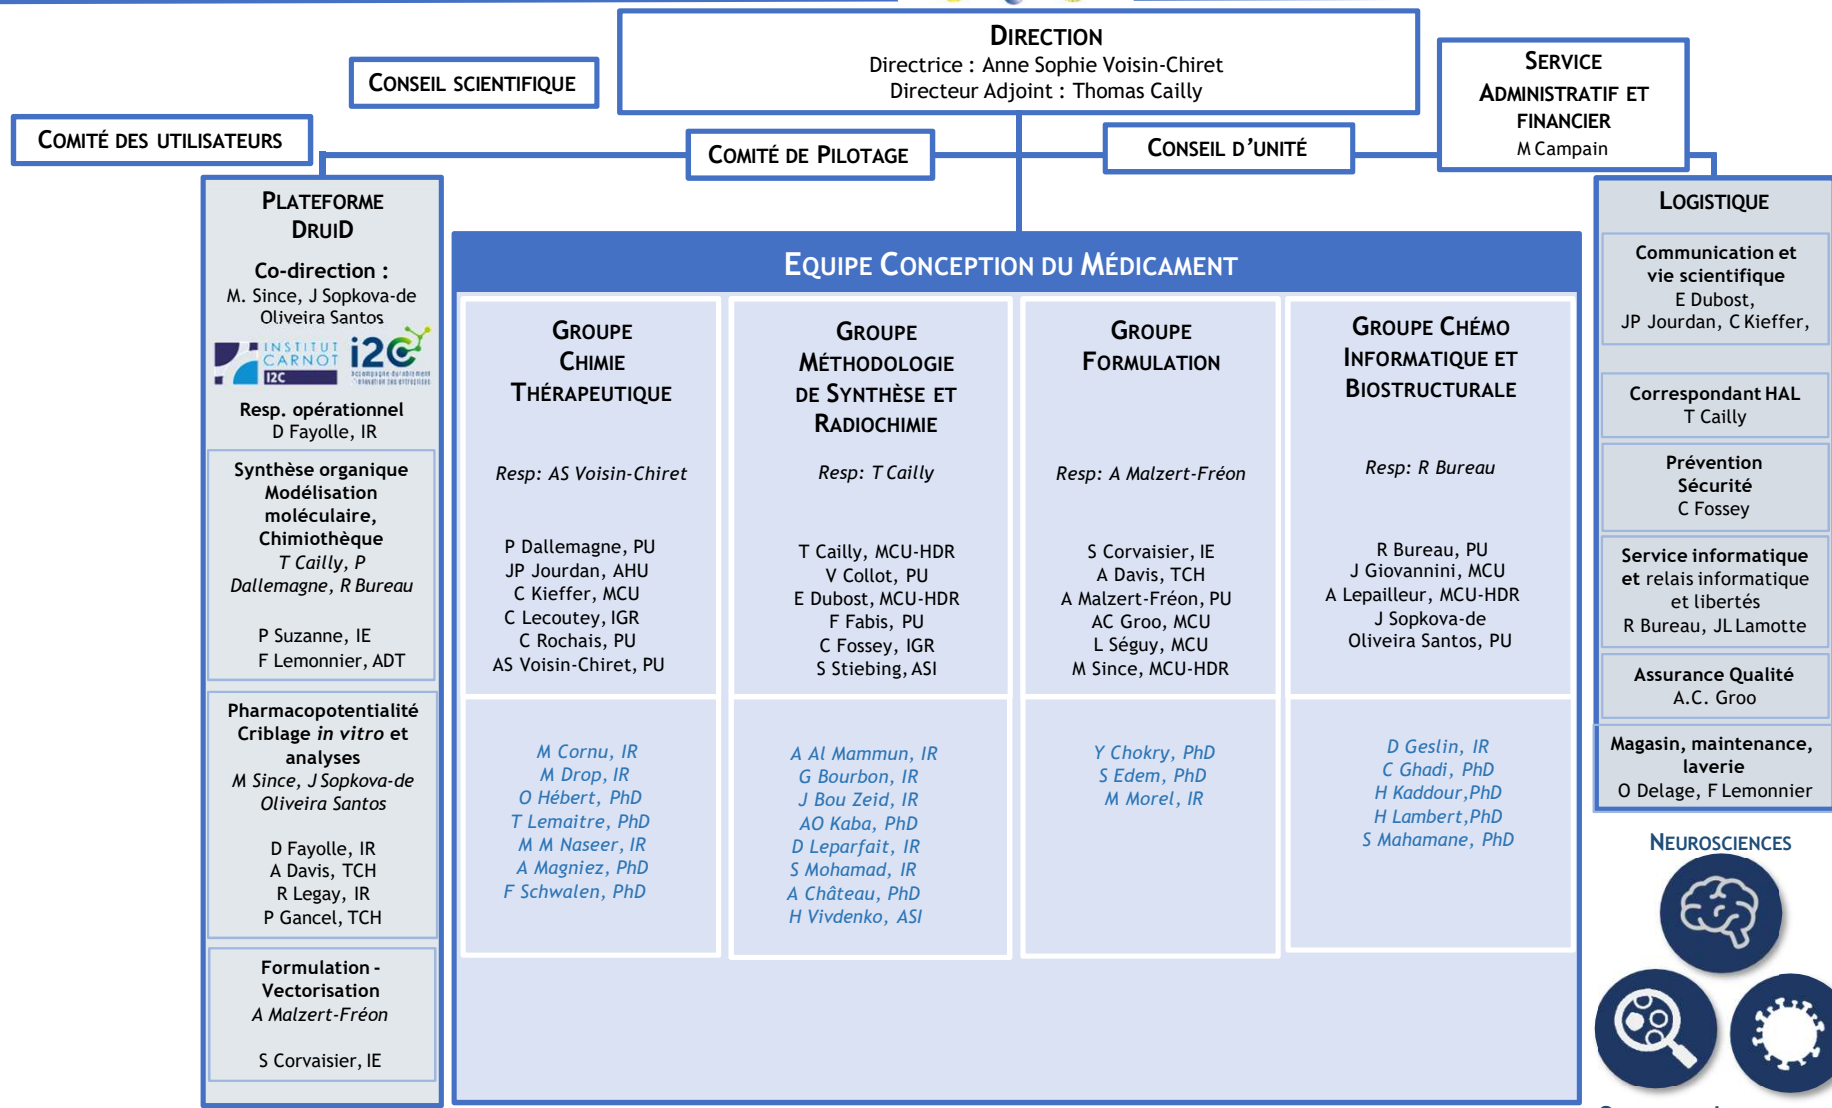 DIRECTION
Directrice : Anne Sophie Voisin-Chiret
Directeur Adjoint : Thomas Cailly
CONSEIL SCIENTIFIQUE
SERVICE
ADMINISTRATIF ET
FINANCIER
M Campain
COMITÉ DES UTILISATEURS
COMITÉ DE PILOTAGE
CONSEIL D’UNITÉ
PLATEFORME
DRUID
Co-direction :
M. Since, J Sopkova-de
Oliveira Santos
INSTITUT
CARNOT
I2C
i2C
Resp. opérationnel
D Fayolle, IR
Synthèse organique
Modélisation
moléculaire,
Chimiothèque
T Cailly, P
Dallemagne, R Bureau
P Suzanne, IE
F Lemonnier, ADT
Pharmacopotentialité
Criblage in vitro et
analyses
M Since, J Sopkova-de
Oliveira Santos
D Fayolle, IR
A Davis, TCH
R Legay, IR
P Gancel, TCH
Formulation -
Vectorisation
A Malzert-Fréon
S Corvaisier, IE
EQUIPE CONCEPTION DU MÉDICAMENT
GROUPE
CHIMIE
THÉRAPEUTIQUE
Resp: AS Voisin-Chiret
P Dallemagne, PU
JP Jourdan, AHU
C Kieffer, MCU
C Lecoutey, IGR
C Rochais, PU
AS Voisin-Chiret, PU
M Cornu, IR
M Drop, IR
O Hébert, PhD
T Lemaitre, PhD
M M Naseer, IR
A Magniez, PhD
F Schwalen, PhD
GROUPE
MÉTHODOLOGIE
DE SYNTHÈSE ET
RADIOCHIMIE
Resp: T Cailly
T Cailly, MCU-HDR
V Collot, PU
E Dubost, MCU-HDR
F Fabis, PU
C Fossey, IGR
S Stiebing, ASI
A Al Mammun, IR
G Bourbon, IR
J Bou Zeid, IR
AO Kaba, PhD
D Leparfait, IR
S Mohamad, IR
A Château, PhD
H Vivdenko, ASI
GROUPE
FORMULATION
Resp: A Malzert-Fréon
S Corvaisier, IE
A Davis, TCH
A Malzert-Fréon, PU
AC Groo, MCU
L Séguy, MCU
M Since, MCU-HDR
Y Chokry, PhD
S Edem, PhD
M Morel, IR
GROUPE CHÉMO
INFORMATIQUE ET
BIOSTRUCTURALE
Resp: R Bureau
R Bureau, PU
J Giovannini, MCU
A Lepailleur, MCU-HDR
J Sopkova-de
Oliveira Santos, PU
D Geslin, IR
C Ghadi, PhD
H Kaddour,PhD
H Lambert,PhD
S Mahamane, PhD
LOGISTIQUE
Communication et
vie scientifique
E Dubost,
JP Jourdan, C Kieffer,
Correspondant HAL
T Cailly
Prévention
Sécurité
C Fossey
Service informatique
et relais informatique
et libertés
R Bureau, JL Lamotte
Assurance Qualité
A.C. Groo
Magasin, maintenance,
laverie
O Delage, F Lemonnier
NEUROSCIENCES